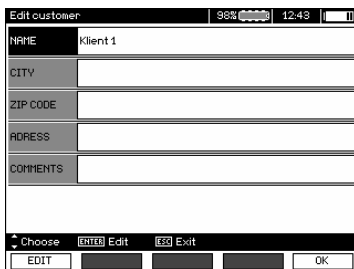 Edit customer 98% 12:43
NAME Klient 1
CITY
ZIP CODE
ADRESS
COMMENTS
Choose ENTER Edit ESC Exit
EDIT OK